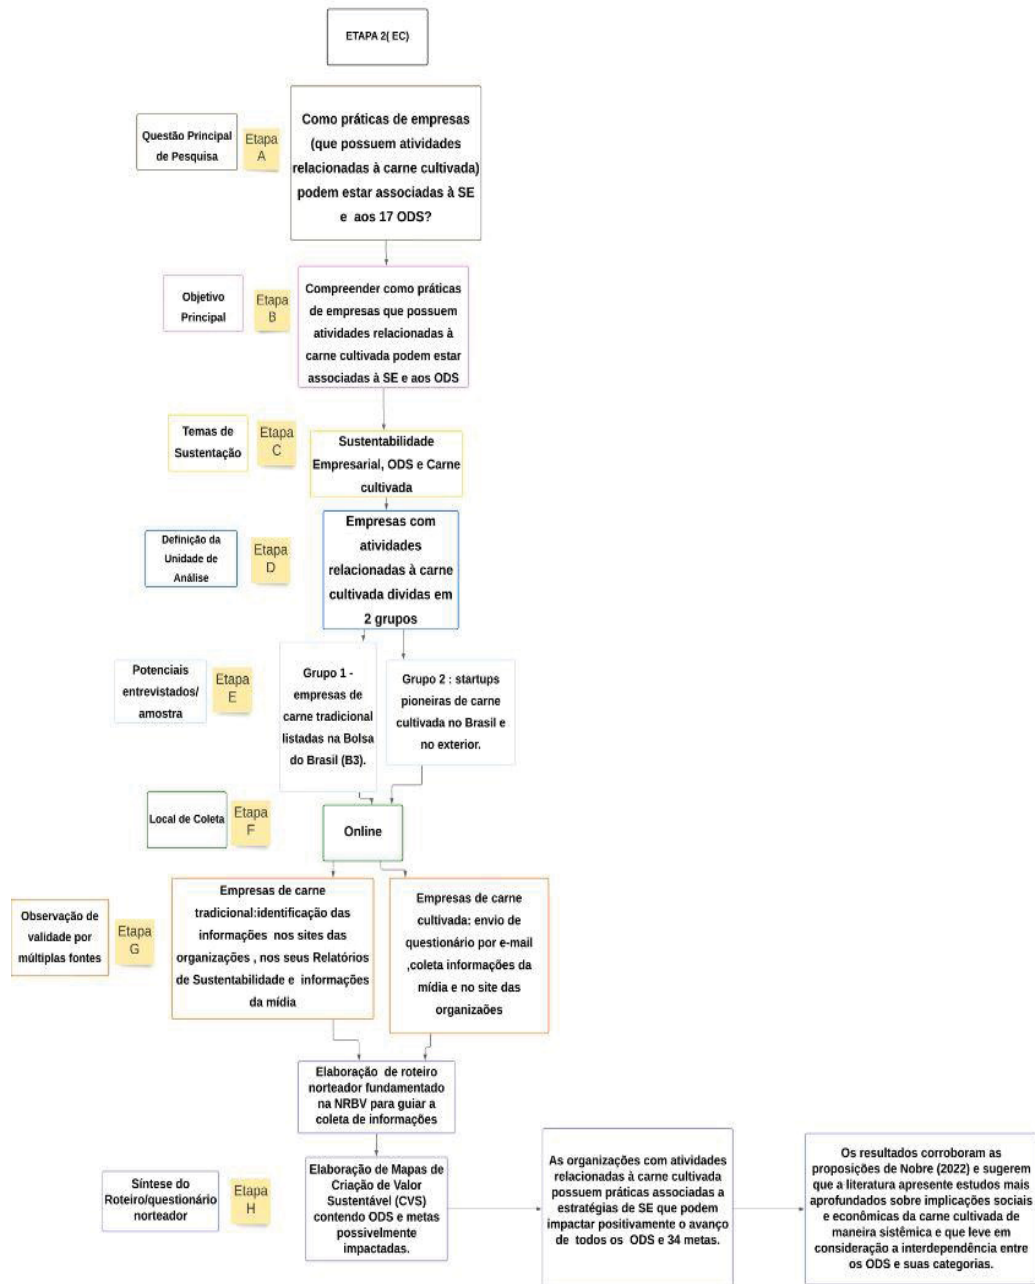 ETAPA 2( EC)
Questão Principal
de Pesquisa
Etapa
A
Como práticas de empresas
(que possuem atividades
relacionadas à carne cultivada)
podem estar associadas à SE
e aos 17 ODS?
Objetivo
Principal
Etapa
B
Compreender como práticas
de empresas que possuem
atividades relacionadas à
carne cultivada podem estar
associadas à SE e aos ODS
Temas de
Sustentação
Etapa
C
Sustentabilidade
Empresarial, ODS e Carne
cultivada
Definição da
Unidade de
Análise
Etapa
D
Empresas com
atividades
relacionadas à carne
cultivada dividas em
2 grupos
Potenciais
entrevistados/
amostra
Etapa
E
Grupo 1 -
empresas de
carne tradicional
listadas na Bolsa
do Brasil (B3).
Grupo 2 : startups
pioneiras de carne
cultivada no Brasil e
no exterior.
Local de Coleta
Etapa
F
Online
Observação de
validade por
múltiplas fontes
Etapa
G
Empresas de carne
tradicional:identificação das
informações nos sites das
organizações , nos seus Relatórios
de Sustentabilidade e informações
da mídia
Empresas de carne
cultivada: envio de
questionário por e-mail
,coleta informações da
mídia e no site das
organizaões
Elaboração de roteiro
norteador fundamentado
na NRBV para guiar a
coleta de informações
Síntese do
Roteiro/questionário
norteador
Etapa
H
Elaboração de Mapas de
Criação de Valor
Sustentável (CVS)
contendo ODS e metas
possivelmente
impactadas.
As organizações com atividades
relacionadas à carne cultivada
possuem práticas associadas a
estratégias de SE que podem
impactar positivamente o avanço
de todos os ODS e 34 metas.
Os resultados corroboram as
proposições de Nobre (2022) e sugerem
que a literatura apresente estudos mais
aprofundados sobre implicações sociais
e econômicas da carne cultivada de
maneira sistêmica e que leve em
consideração a interdependência entre
os ODS e suas categorias.